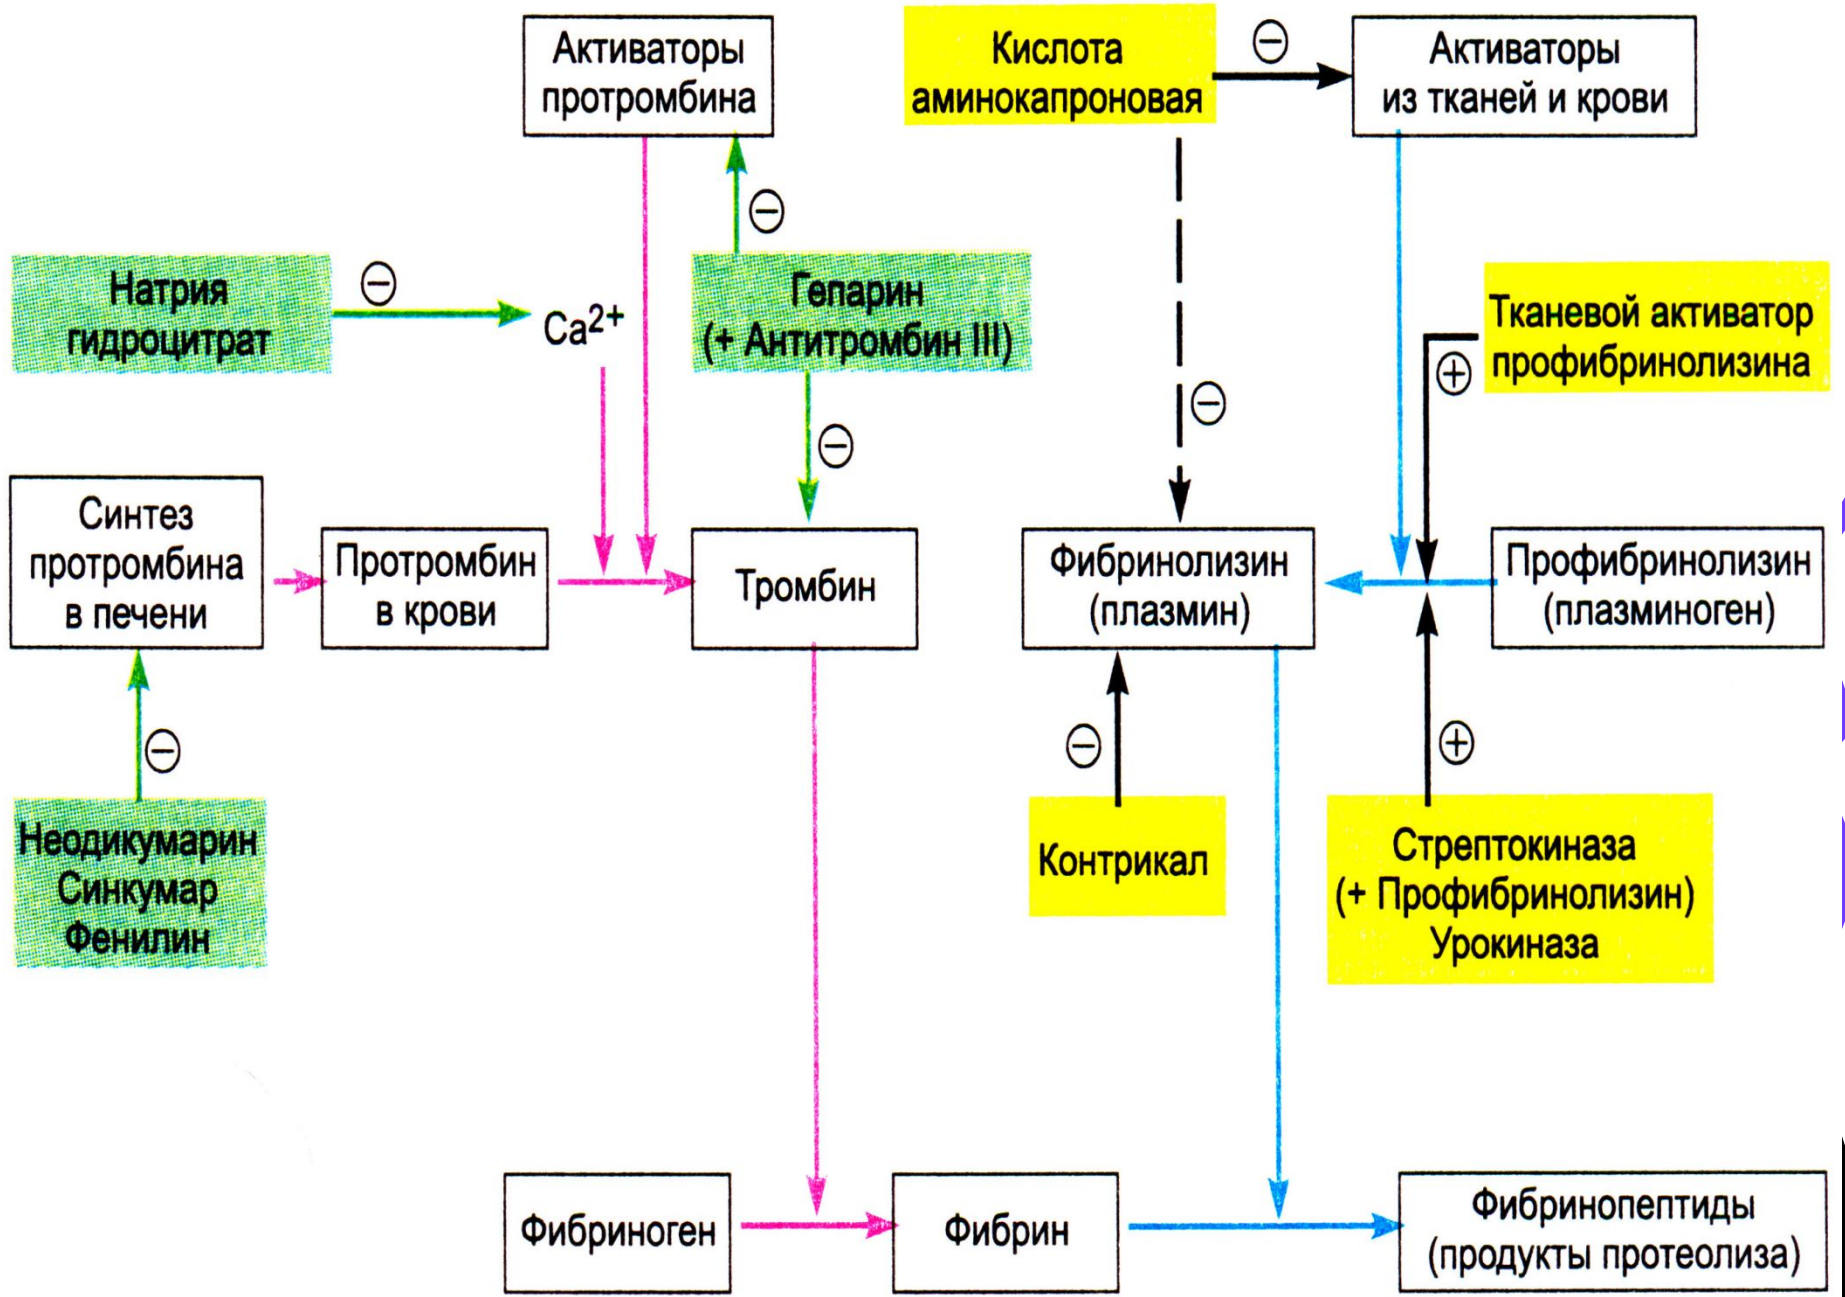 Активаторы
протромбина
Кислота
аминокапроновая
⊖
Активаторы
из тканей и крови
⊖
Натрия
гидроцитрат
⊖
Ca²⁺
Гепарин
(+ Антитромбин III)
Тканевой активатор
профибринолизина
⊕
⊖
⊖
Синтез
протромбина
в печени
Протромбин
в крови
Тромбин
Фибринолизин
(плазмин)
Профибринолизин
(плазминоген)
⊖
⊖
⊕
Неодикумарин
Синкумар
Фенилин
Контрикал
Стрептокиназа
(+ Профибринолизин)
Урокиназа
Фибриноген
Фибрин
Фибринопептиды
(продукты протеолиза)